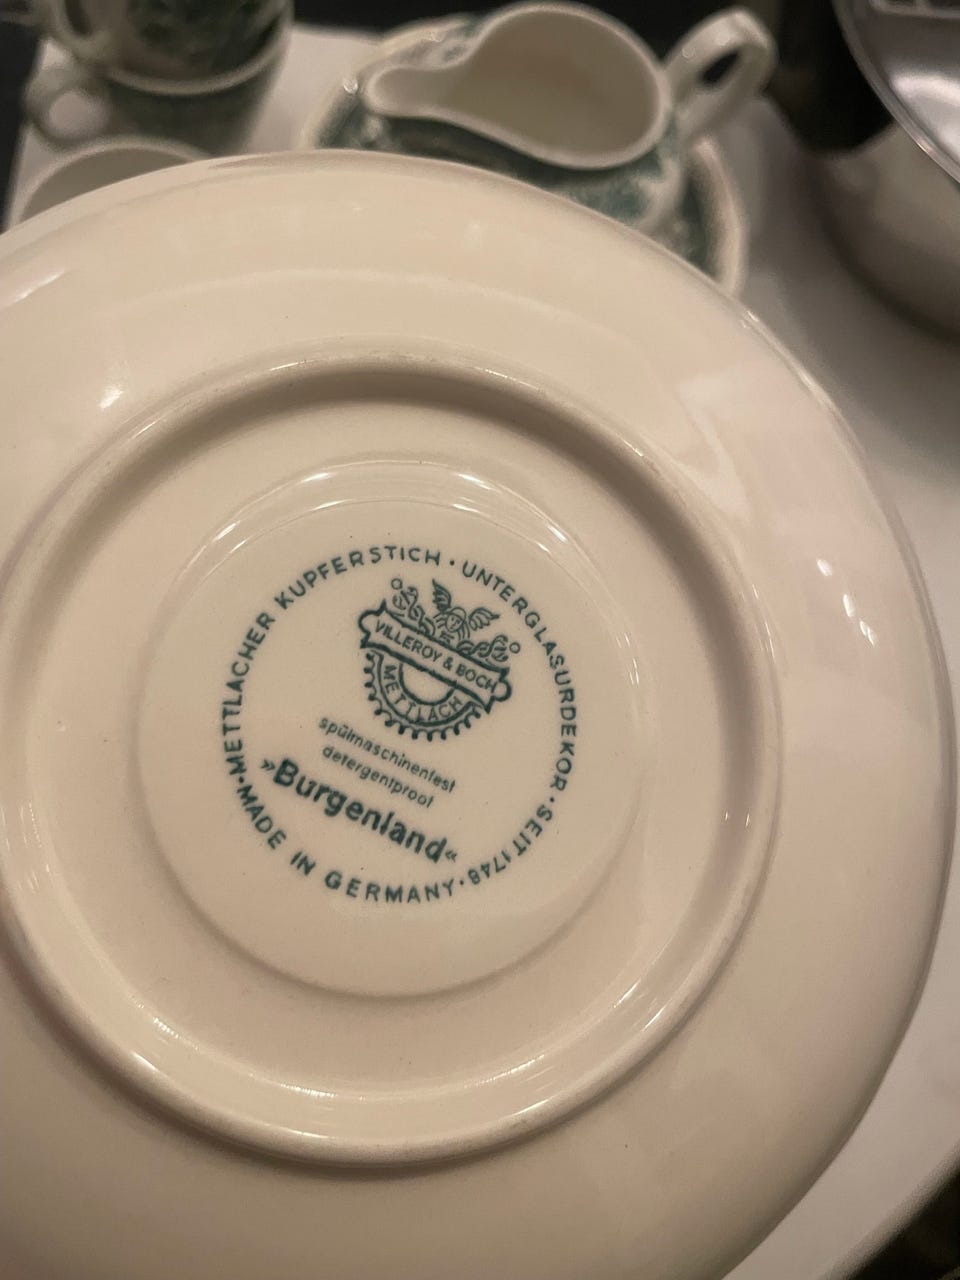 METTLACHER KUPFERSTICH · UNTERGLASURDEKOR · SEIT 1748 ·
VILLEROY & BOCH
METTLACH
spülmaschinenfest
detergentproof
»Burgenland«
MADE IN GERMANY